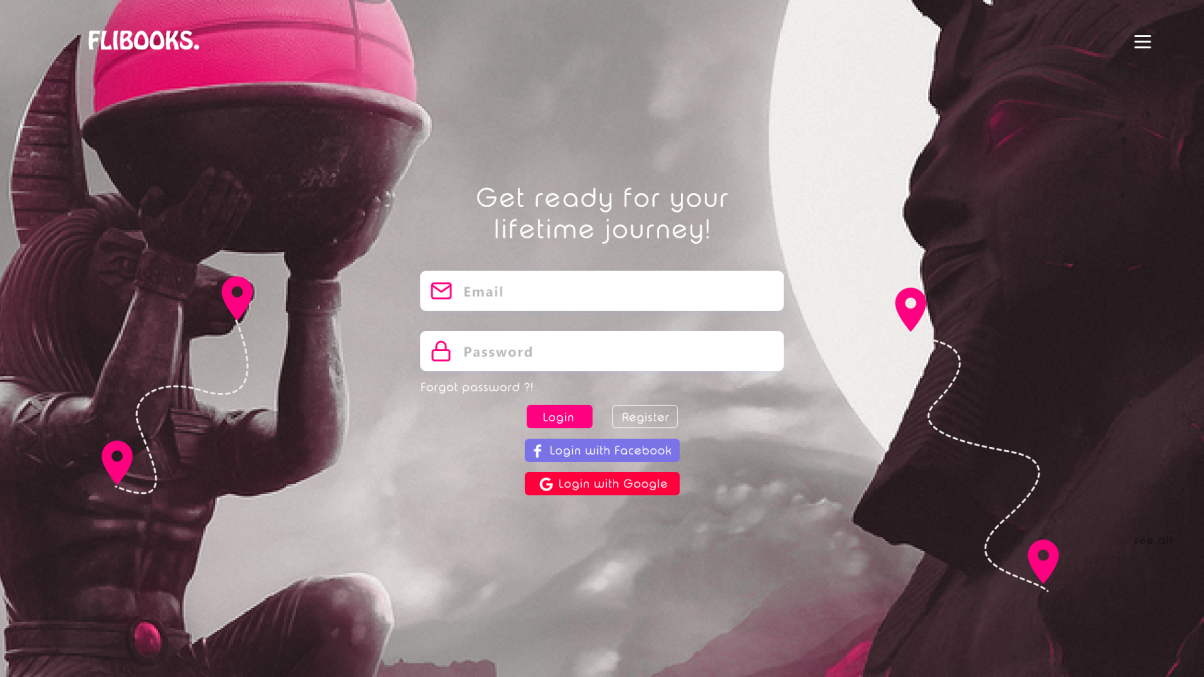 FLIBOOKS.
Get ready for your
lifetime journey!
Email
Password
Forgot password ?!
Login
Register
Login with Facebook
Login with Google
see all